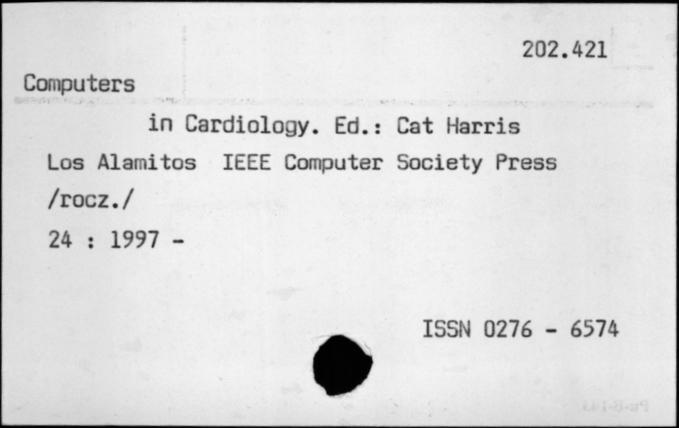 202.421
Computers
in Cardiology. Ed.: Cat Harris
Los Alamitos IEEE Computer Society Press
/rocz./
24 : 1997 -
ISSN 0276 - 6574